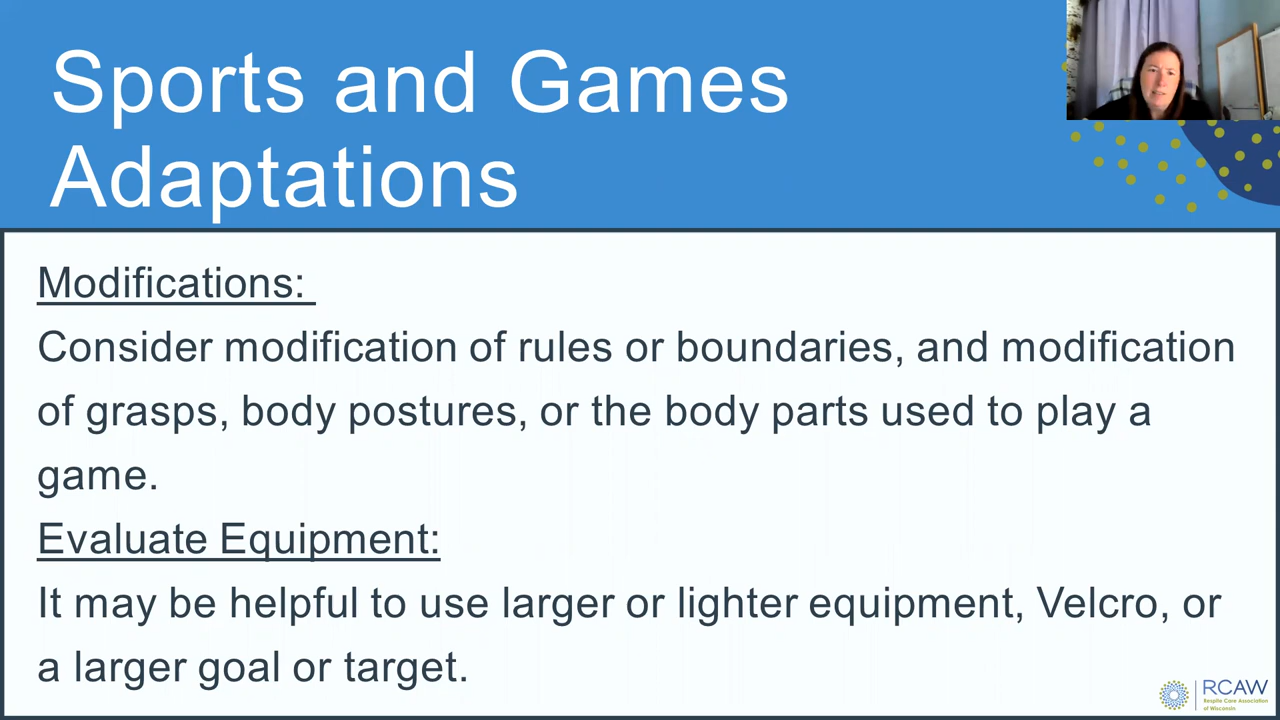 Sports and Games
Adaptations
Modifications:
Consider modification of rules or boundaries, and modification
of grasps, body postures, or the body parts used to play a
game.
Evaluate Equipment:
It may be helpful to use larger or lighter equipment, Velcro, or
a larger goal or target.
RCAW
Respite Care Association
of Wisconsin